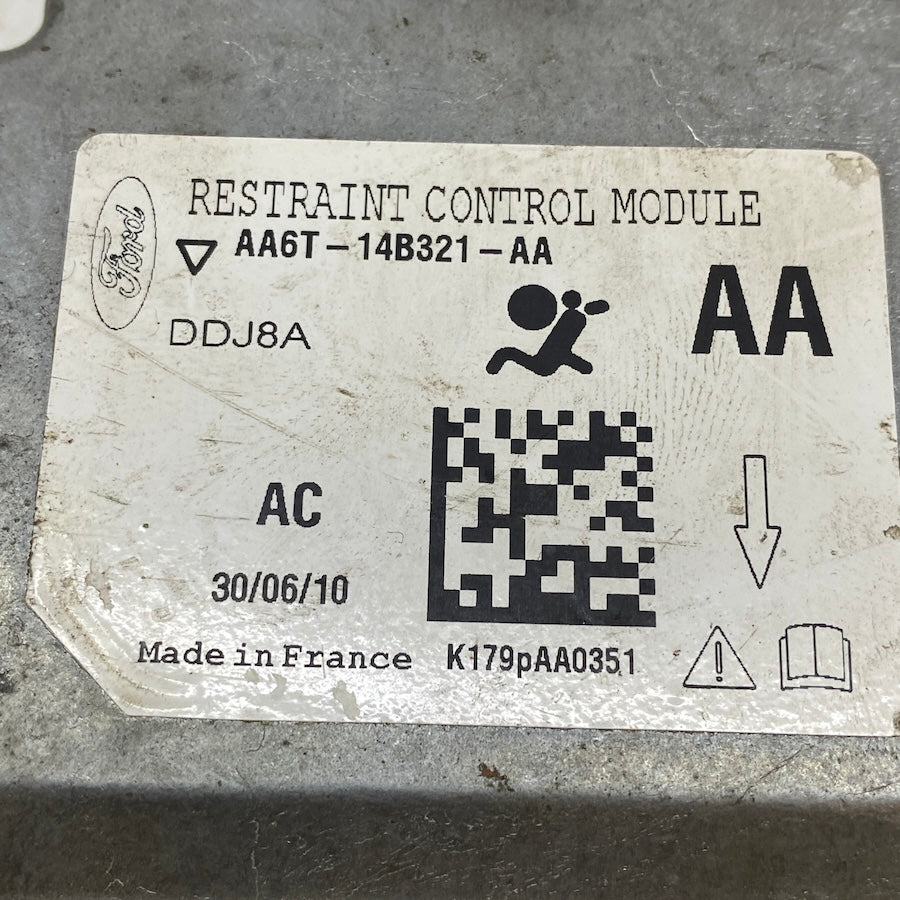 Ford
RESTRAINT CONTROL MODULE
AA6T-14B321-AA
AA
DDJ8A
AC
30/06/10
Made in France K179pAA0351